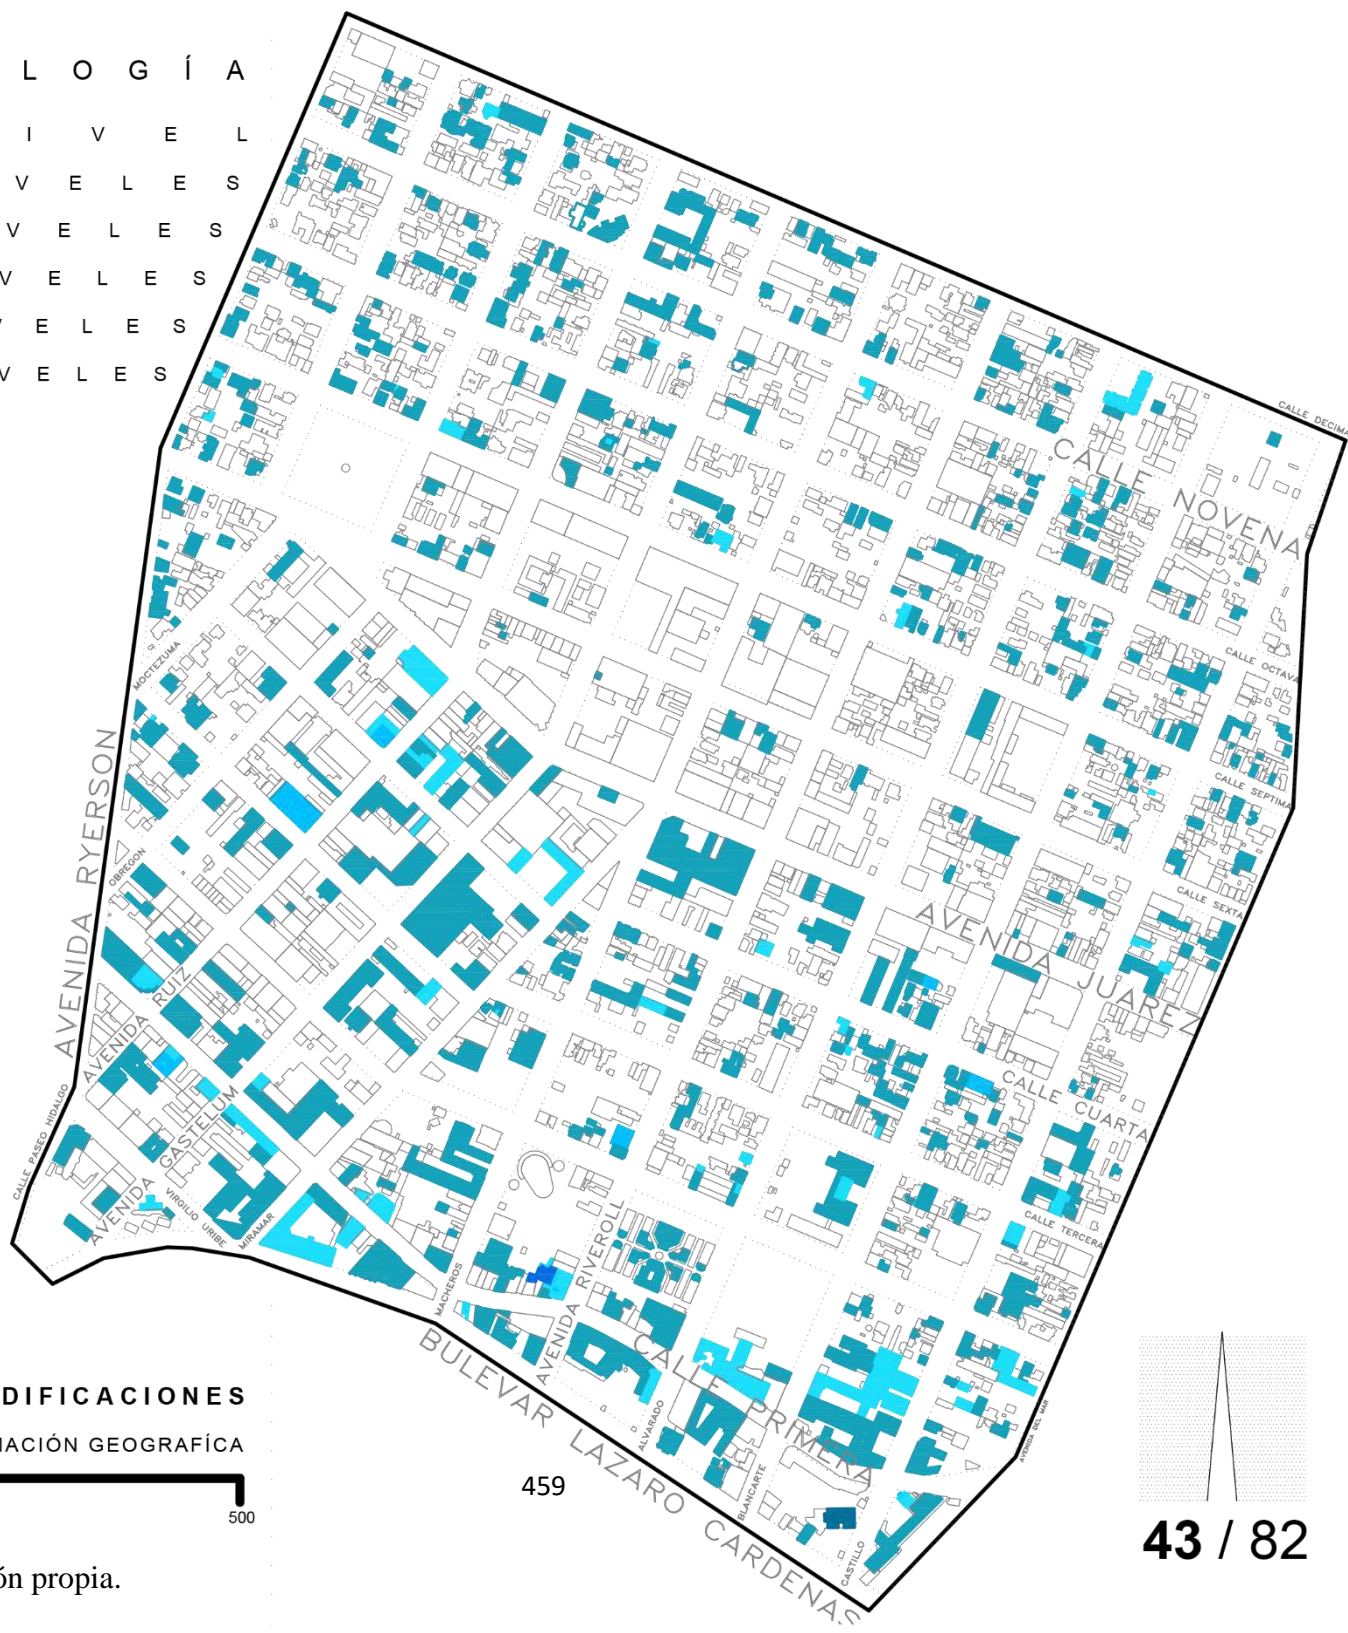 L O G Í A
I V E L
V E L E S
V E L E S
V E L E S
V E L E S
V E L E S
CALLE DECIMA
CALLE NOVENA
CALLE OCTAVA
CALLE SEPTIMA
CALLE SEXTA
AVENIDA JUAREZ
CALLE CUARTA
CALLE TERCERA
MOCTEZUMA
AVENIDA RYERSON
OBREGON
AVENIDA RUIZ
AVENIDA GASTELUM
CALLE PASEO HIDALGO
VIRGILIO URIBE
MIRAMAR
MACHEROS
AVENIDA RIVEROLL
CALLE PRIMERA
ALVARADO
BLANCARTE
CASTILLO
AVENIDA DEL MAR
BULEVAR LAZARO CARDENAS
DIFICACIONES
MACIÓN GEOGRAFÍCA
500
459
ón propia.
43 / 82